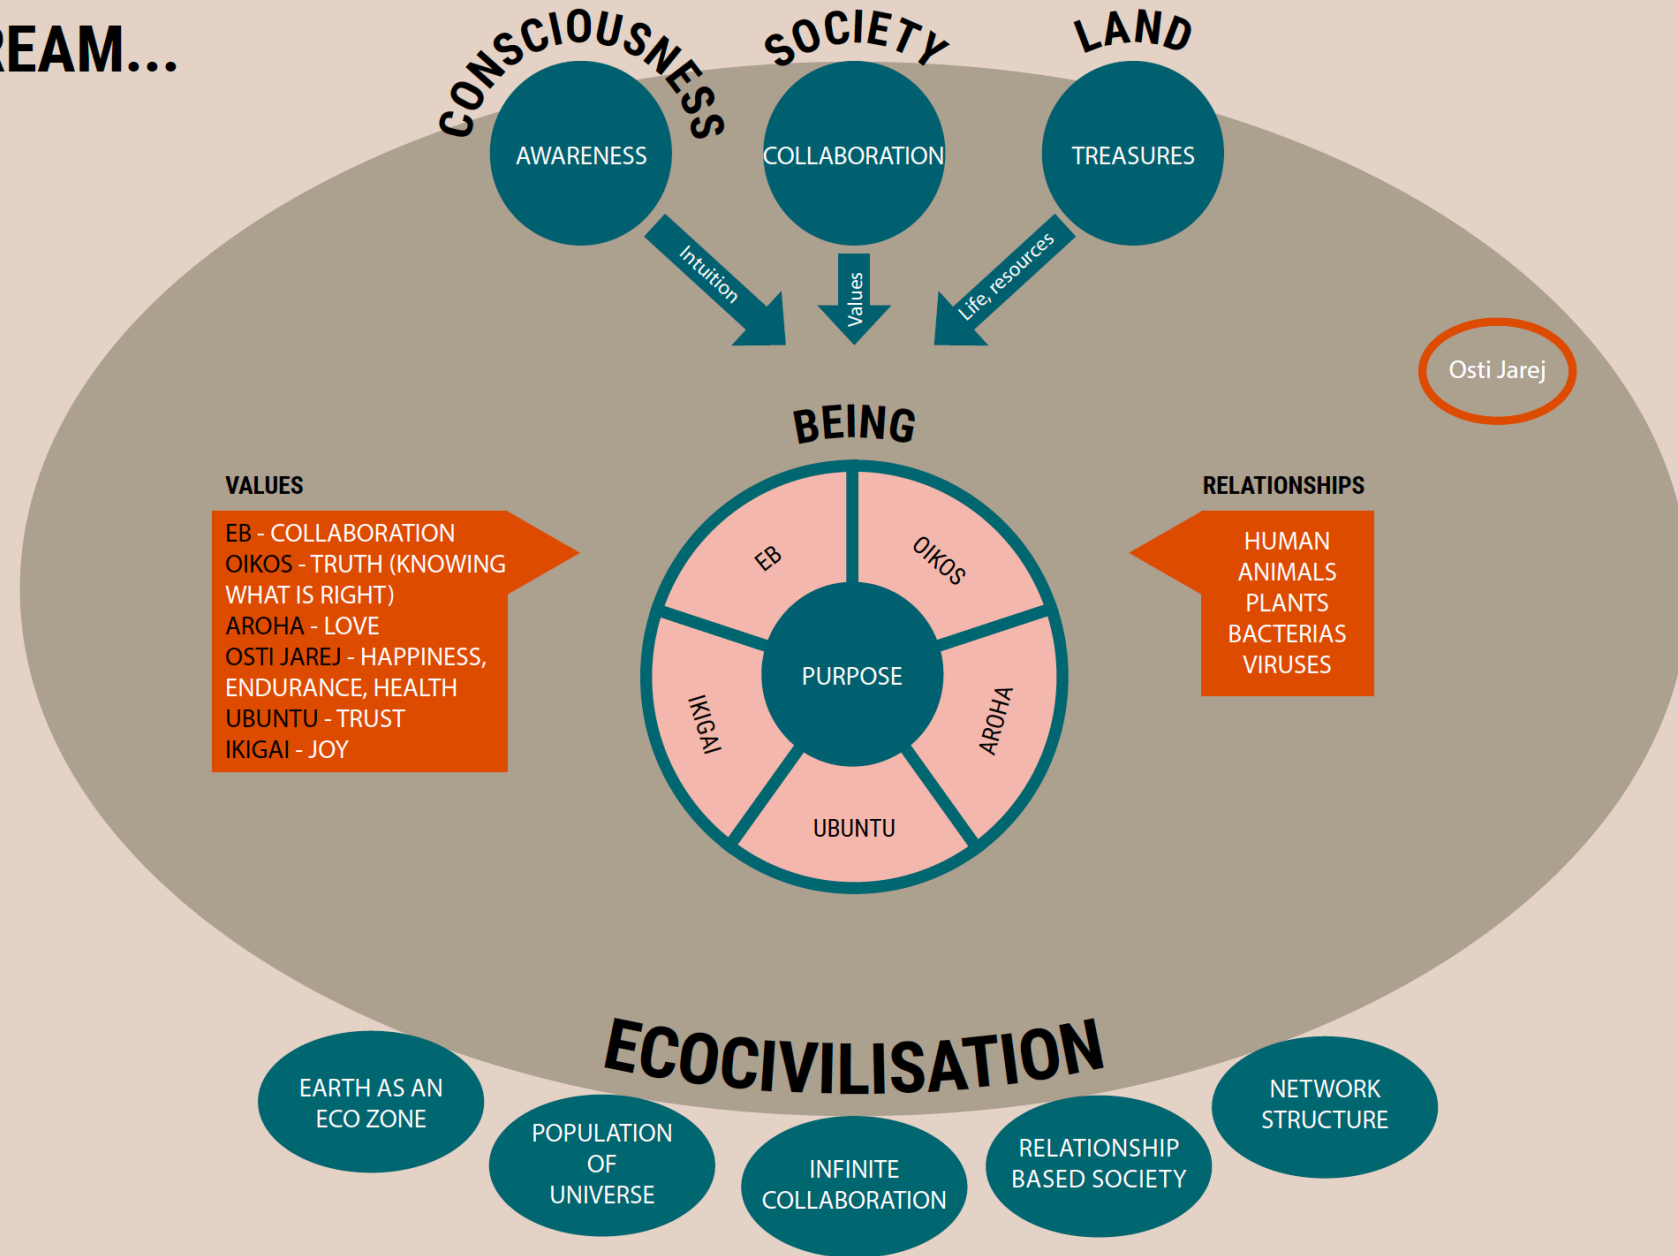 REAM...
CONSCIOUSNESS
SOCIETY
LAND
AWARENESS
COLLABORATION
TREASURES
Intuition
Values
Life, resources
Osti Jarej
BEING
VALUES
EB - COLLABORATION
OIKOS - TRUTH (KNOWING
WHAT IS RIGHT)
AROHA - LOVE
OSTI JAREJ - HAPPINESS,
ENDURANCE, HEALTH
UBUNTU - TRUST
IKIGAI - JOY
EB
OIKOS
PURPOSE
IKIGAI
AROHA
UBUNTU
RELATIONSHIPS
HUMAN
ANIMALS
PLANTS
BACTERIAS
VIRUSES
ECOCIVILISATION
EARTH AS AN
ECO ZONE
POPULATION
OF
UNIVERSE
INFINITE
COLLABORATION
RELATIONSHIP
BASED SOCIETY
NETWORK
STRUCTURE